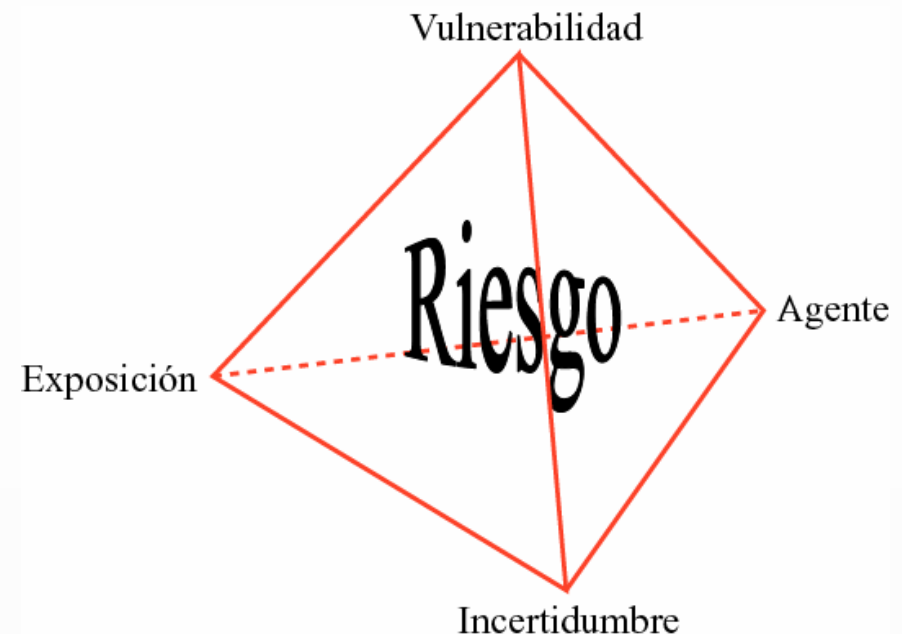 Vulnerabilidad
Riesgo
Agente
Exposición
Incertidumbre